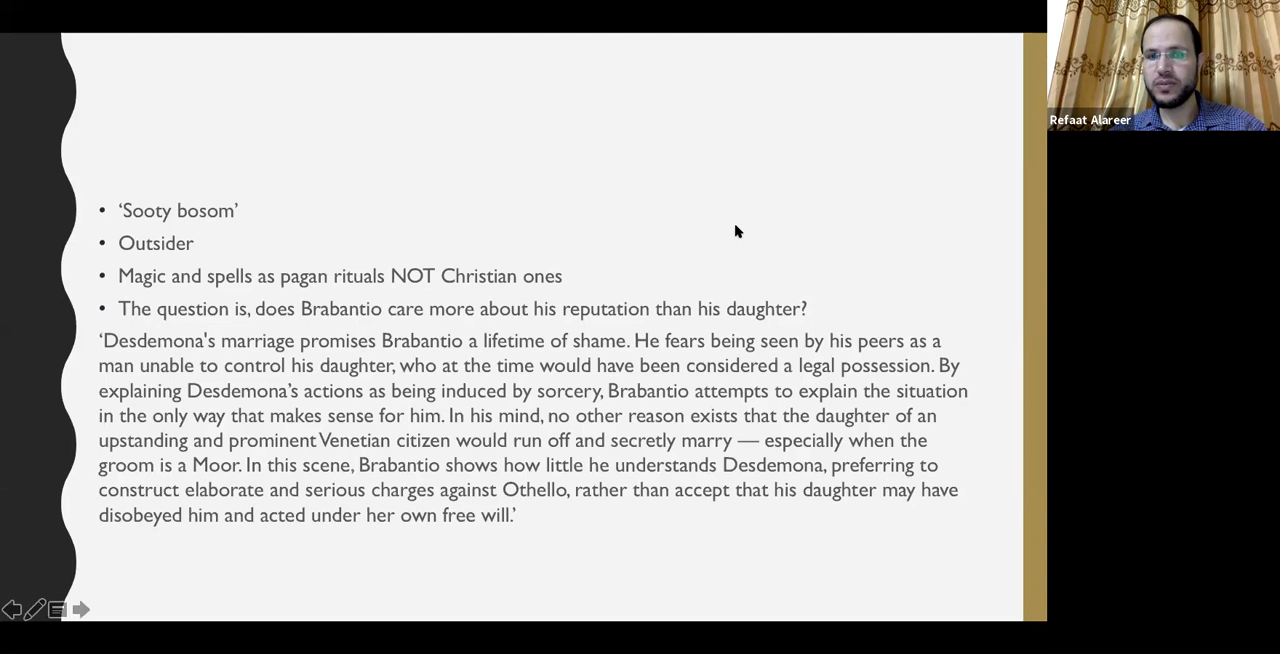 • ‘Sooty bosom’
• Outsider
• Magic and spells as pagan rituals NOT Christian ones
• The question is, does Brabantio care more about his reputation than his daughter?
‘Desdemona's marriage promises Brabantio a lifetime of shame. He fears being seen by his peers as a
man unable to control his daughter, who at the time would have been considered a legal possession. By
explaining Desdemona’s actions as being induced by sorcery, Brabantio attempts to explain the situation
in the only way that makes sense for him. In his mind, no other reason exists that the daughter of an
upstanding and prominent Venetian citizen would run off and secretly marry — especially when the
groom is a Moor. In this scene, Brabantio shows how little he understands Desdemona, preferring to
construct elaborate and serious charges against Othello, rather than accept that his daughter may have
disobeyed him and acted under her own free will.’
Refaat Alareer